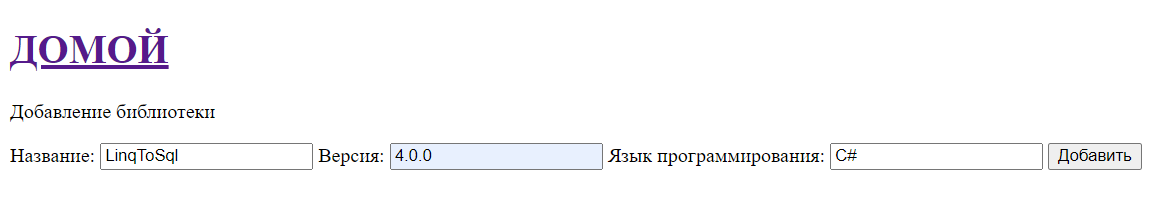 ДОМОЙ
Добавление библиотеки
Название: LinqToSql Версия: 4.0.0 Язык программирования: C# Добавить